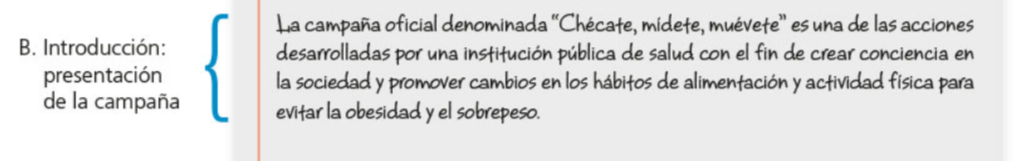 B. Introducción:
presentación
de la campaña
La campaña oficial denominada "Chécate, mídete, muévete" es una de las acciones
desarrolladas por una institución pública de salud con el fin de crear conciencia en
la sociedad y promover cambios en los hábitos de alimentación y actividad física para
evitar la obesidad y el sobrepeso.